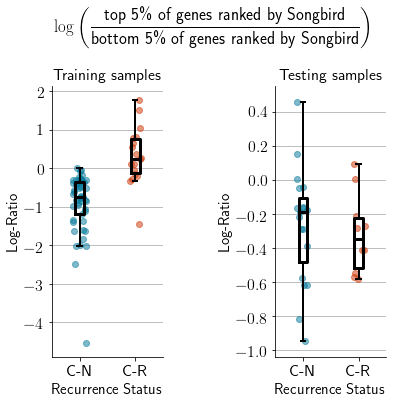 log ( top 5% of genes ranked by Songbird
bottom 5% of genes ranked by Songbird )
Training samples
2
1
0
−1
−2
−3
−4
Log-Ratio
C-N C-R
Recurrence Status
Testing samples
0.4
0.2
0.0
−0.2
−0.4
−0.6
−0.8
−1.0
Log-Ratio
C-N C-R
Recurrence Status